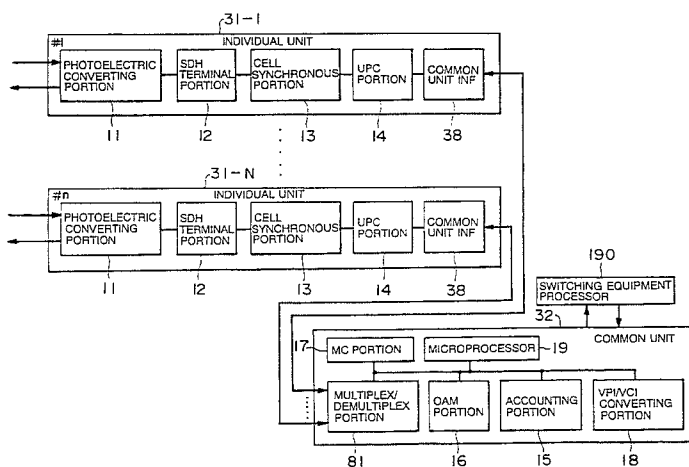 31-1
#1
INDIVIDUAL UNIT
PHOTOELECTRIC
CONVERTING
PORTION
SDH
TERMINAL
PORTION
CELL
SYNCHRONOUS
PORTION
UPC
PORTION
COMMON
UNIT INF
11
12
13
14
38
31-N
#n
INDIVIDUAL UNIT
PHOTOELECTRIC
CONVERTING
PORTION
SDH
TERMINAL
PORTION
CELL
SYNCHRONOUS
PORTION
UPC
PORTION
COMMON
UNIT INF
11
12
13
14
38
190
SWITCHING EQUIPMENT
PROCESSOR
32
COMMON UNIT
17
MC PORTION
MICROPROCESSOR
19
MULTIPLEX/
DEMULTIPLEX
PORTION
OAM
PORTION
ACCOUNTING
PORTION
VPI/VCI
CONVERTING
PORTION
81
16
15
18